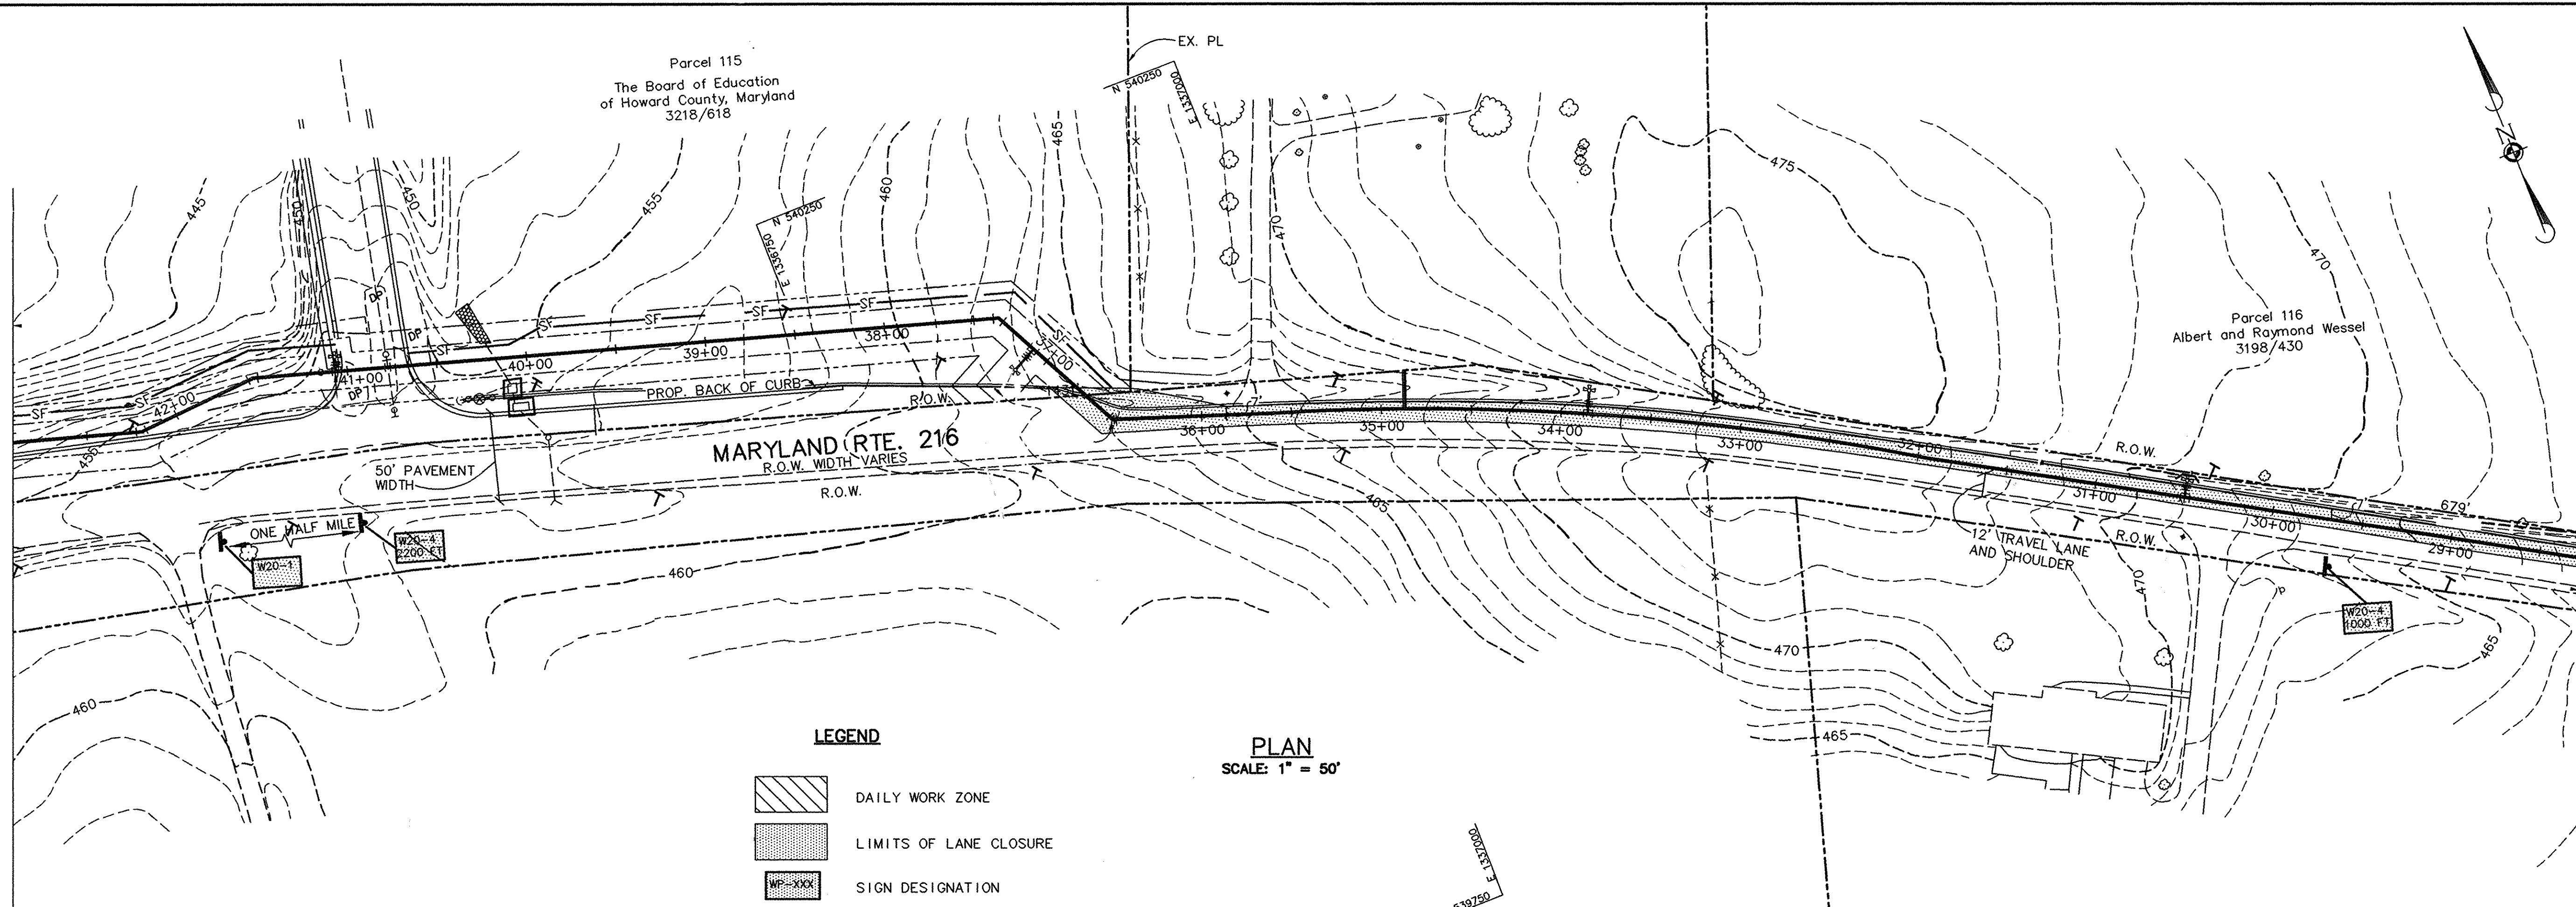 Parcel 115
The Board of Education
of Howard County, Maryland
3218/618
EX. PL
N 540250
E 1337000
N 540250
E 1336750
445
450
450
455
460
465
470
475
470
Parcel 116
Albert and Raymond Wessel
3198/430
SF
SF
SF
SF
SF
SF
SF
SF
SF
DP
DP
DP
42+00
41+00
40+00
39+00
38+00
37+00
36+00
35+00
34+00
33+00
32+00
31+00
30+00
29+00
PROP. BACK OF CURB
R.O.W.
MARYLAND RTE. 216
R.O.W. WIDTH VARIES
R.O.W.
R.O.W.
R.O.W.
679'
50' PAVEMENT
WIDTH
455
ONE HALF MILE
W20-1
W20-4
2200 FT
460
460
465
12' TRAVEL LANE
AND SHOULDER
470
470
465
465
W20-4
1000 FT
N
LEGEND
DAILY WORK ZONE
LIMITS OF LANE CLOSURE
WP-XXX
SIGN DESIGNATION
PLAN
SCALE: 1" = 50'
E 1337000
539750